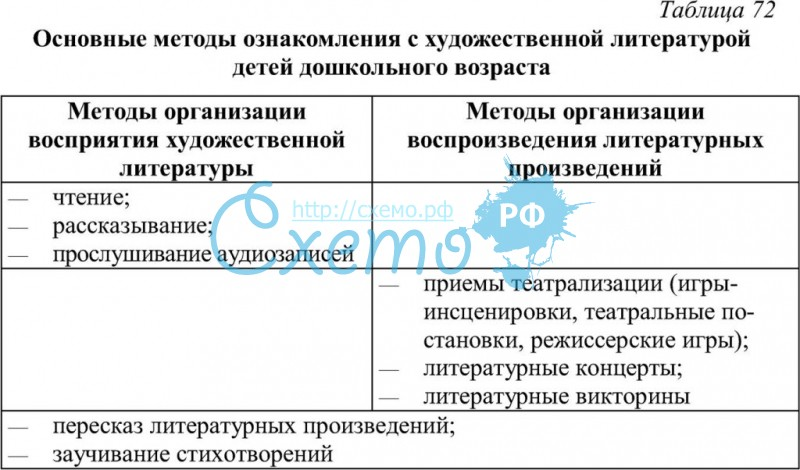 Таблица 72
Основные методы ознакомления с художественной литературой
детей дошкольного возраста
Методы организации
восприятия художественной
литературы
Методы организации
воспроизведения литературных
произведений
— чтение;
— рассказывание;
— прослушивание аудиозаписей
http://схемо.рф
Схемо
РФ
— приемы театрализации (игры-
инсценировки, театральные по-
становки, режиссерские игры);
— литературные концерты;
— литературные викторины
— пересказ литературных произведений;
— заучивание стихотворений